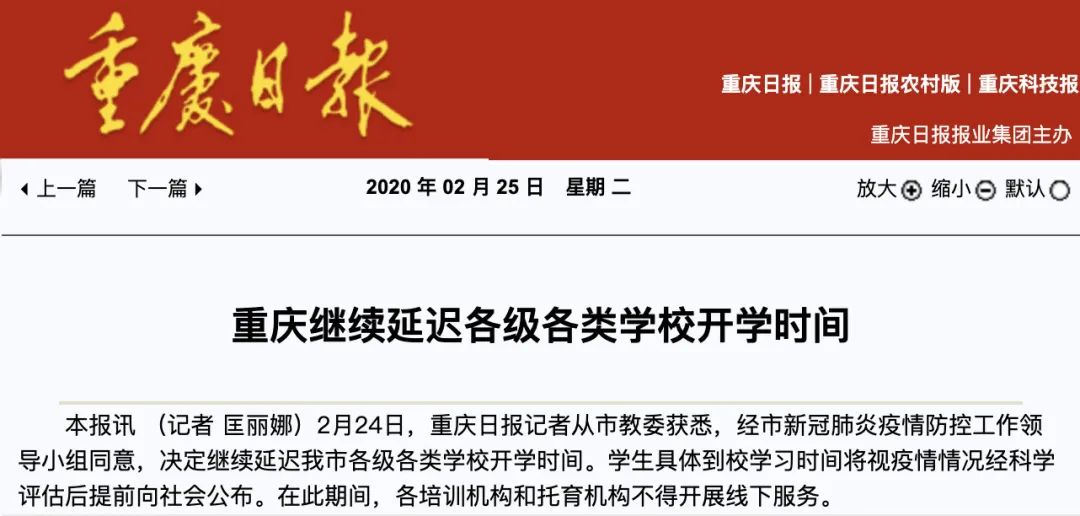 重慶日報
重庆日报 | 重庆日报农村版 | 重庆科技报
重庆日报报业集团主办
上一篇 下一篇 2020 年 02 月 25 日 星期 二 放大 缩小 默认
重庆继续延迟各级各类学校开学时间
本报讯 （记者 匡丽娜）2月24日，重庆日报记者从市教委获悉，经市新冠肺炎疫情防控工作领
导小组同意，决定继续延迟我市各级各类学校开学时间。学生具体到校学习时间将视疫情情况经科学
评估后提前向社会公布。在此期间，各培训机构和托育机构不得开展线下服务。